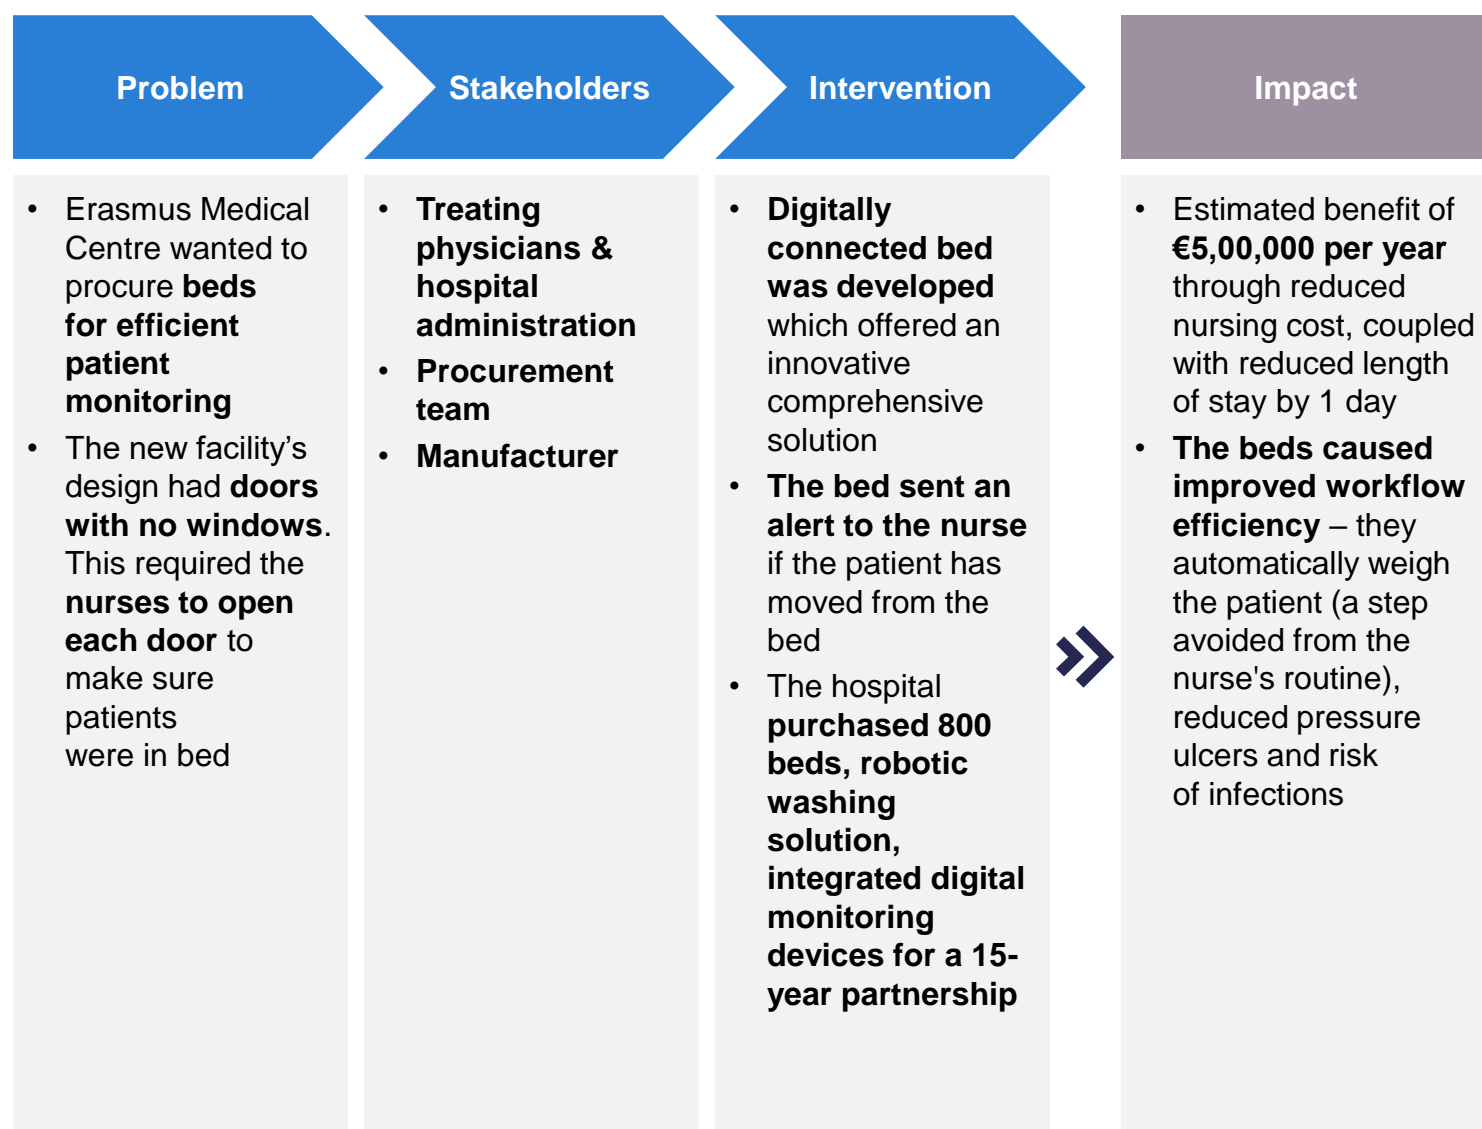 Problem
Stakeholders
Intervention
Impact
• Erasmus Medical
Centre wanted to
procure beds
for efficient
patient
monitoring
• The new facility's
design had doors
with no windows.
This required the
nurses to open
each door to
make sure
patients
were in bed
• Treating
physicians &
hospital
administration
• Procurement
team
• Manufacturer
• Digitally
connected bed
was developed
which offered an
innovative
comprehensive
solution
• The bed sent an
alert to the nurse
if the patient has
moved from the
bed
• The hospital
purchased 800
beds, robotic
washing
solution,
integrated digital
monitoring
devices for a 15-
year partnership
• Estimated benefit of
€5,00,000 per year
through reduced
nursing cost, coupled
with reduced length
of stay by 1 day
• The beds caused
improved workflow
efficiency – they
automatically weigh
the patient (a step
avoided from the
nurse's routine),
reduced pressure
ulcers and risk
of infections